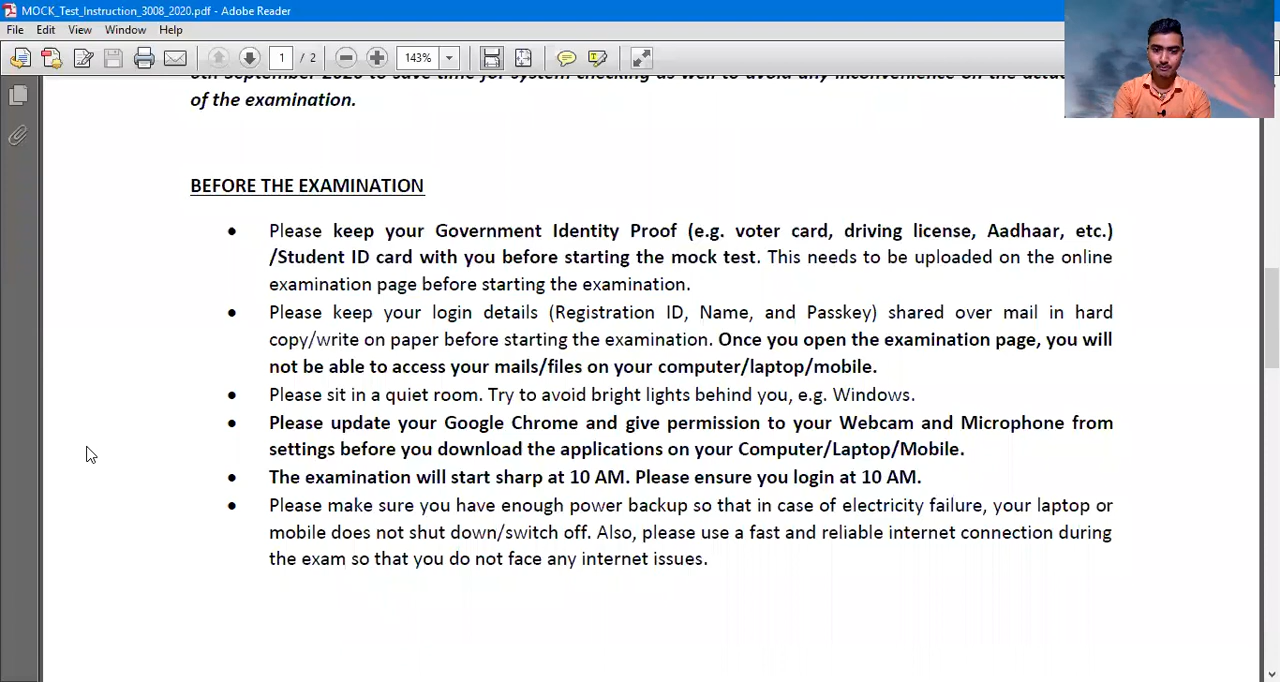 MOCK_Test_Instruction_3008_2020.pdf - Adobe Reader
File Edit View Window Help
1 / 2 143%
of the examination.
BEFORE THE EXAMINATION
• Please keep your Government Identity Proof (e.g. voter card, driving license, Aadhaar, etc.)
/Student ID card with you before starting the mock test. This needs to be uploaded on the online
examination page before starting the examination.
• Please keep your login details (Registration ID, Name, and Passkey) shared over mail in hard
copy/write on paper before starting the examination. Once you open the examination page, you will
not be able to access your mails/files on your computer/laptop/mobile.
• Please sit in a quiet room. Try to avoid bright lights behind you, e.g. Windows.
• Please update your Google Chrome and give permission to your Webcam and Microphone from
settings before you download the applications on your Computer/Laptop/Mobile.
• The examination will start sharp at 10 AM. Please ensure you login at 10 AM.
• Please make sure you have enough power backup so that in case of electricity failure, your laptop or
mobile does not shut down/switch off. Also, please use a fast and reliable internet connection during
the exam so that you do not face any internet issues.